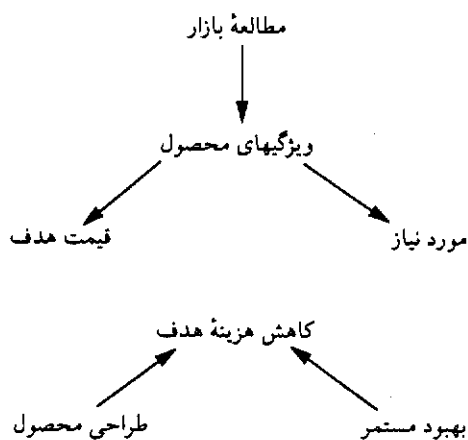 مطالعهٔ بازار
ویژگیهای محصول
مورد نیاز
قیمت هدف
کاهش هزینهٔ هدف
بهبود مستمر
طراحی محصول